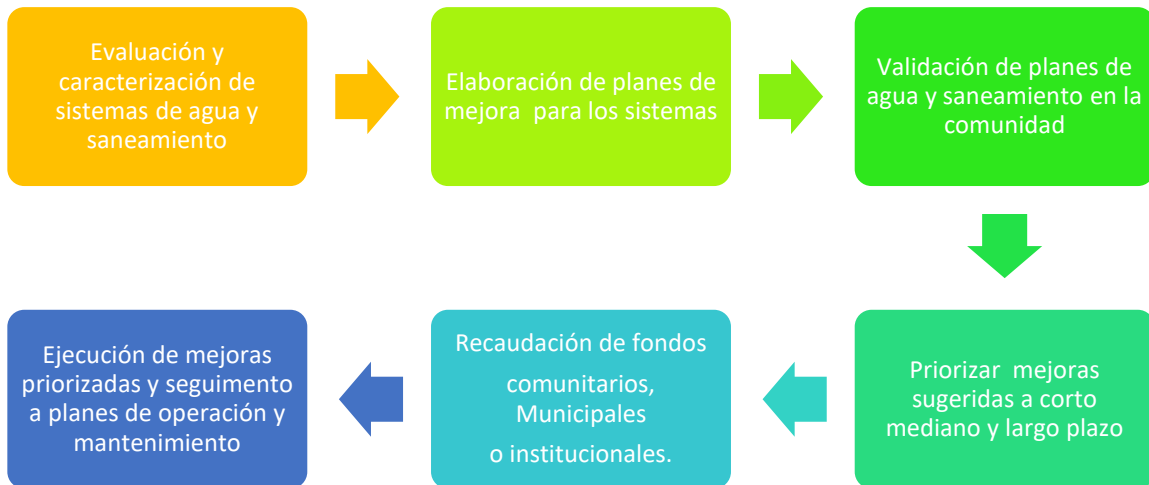 Evaluación y
caracterización de
sistemas de agua y
saneamiento
Elaboración de planes de
mejora para los sistemas
Validación de planes de
agua y saneamiento en la
comunidad
Priorizar mejoras
sugeridas a corto
mediano y largo plazo
Recaudación de fondos
comunitarios,
Municipales
o institucionales.
Ejecución de mejoras
priorizadas y seguimento
a planes de operación y
mantenimiento